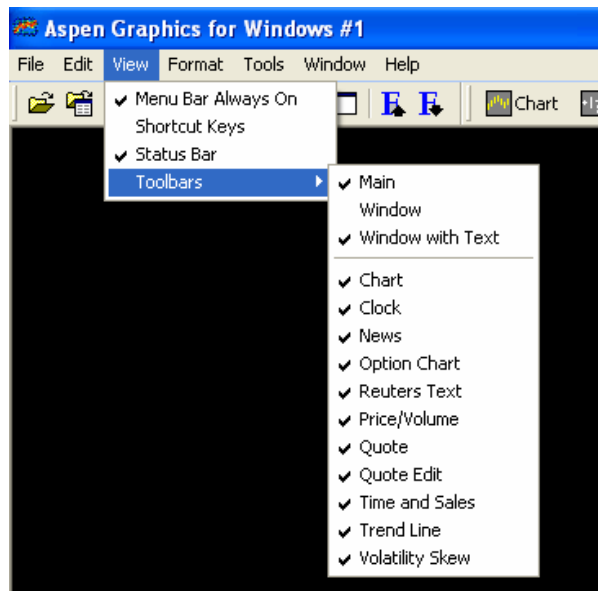 Aspen Graphics for Windows #1
File Edit View Format Tools Window Help
Chart
Menu Bar Always On
Shortcut Keys
Status Bar
Toolbars
Main
Window
Window with Text
Chart
Clock
News
Option Chart
Reuters Text
Price/Volume
Quote
Quote Edit
Time and Sales
Trend Line
Volatility Skew